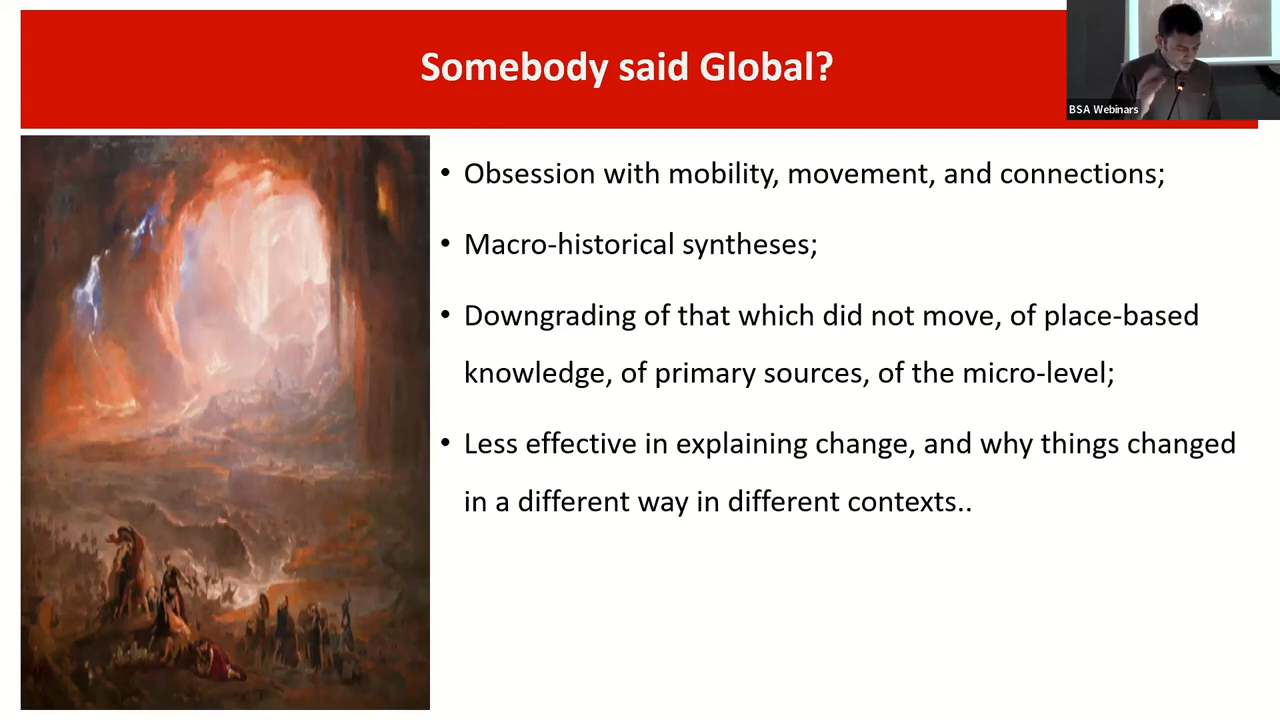 Somebody said Global?
BSA Webinars
• Obsession with mobility, movement, and connections;
• Macro-historical syntheses;
• Downgrading of that which did not move, of place-based
knowledge, of primary sources, of the micro-level;
• Less effective in explaining change, and why things changed
in a different way in different contexts..